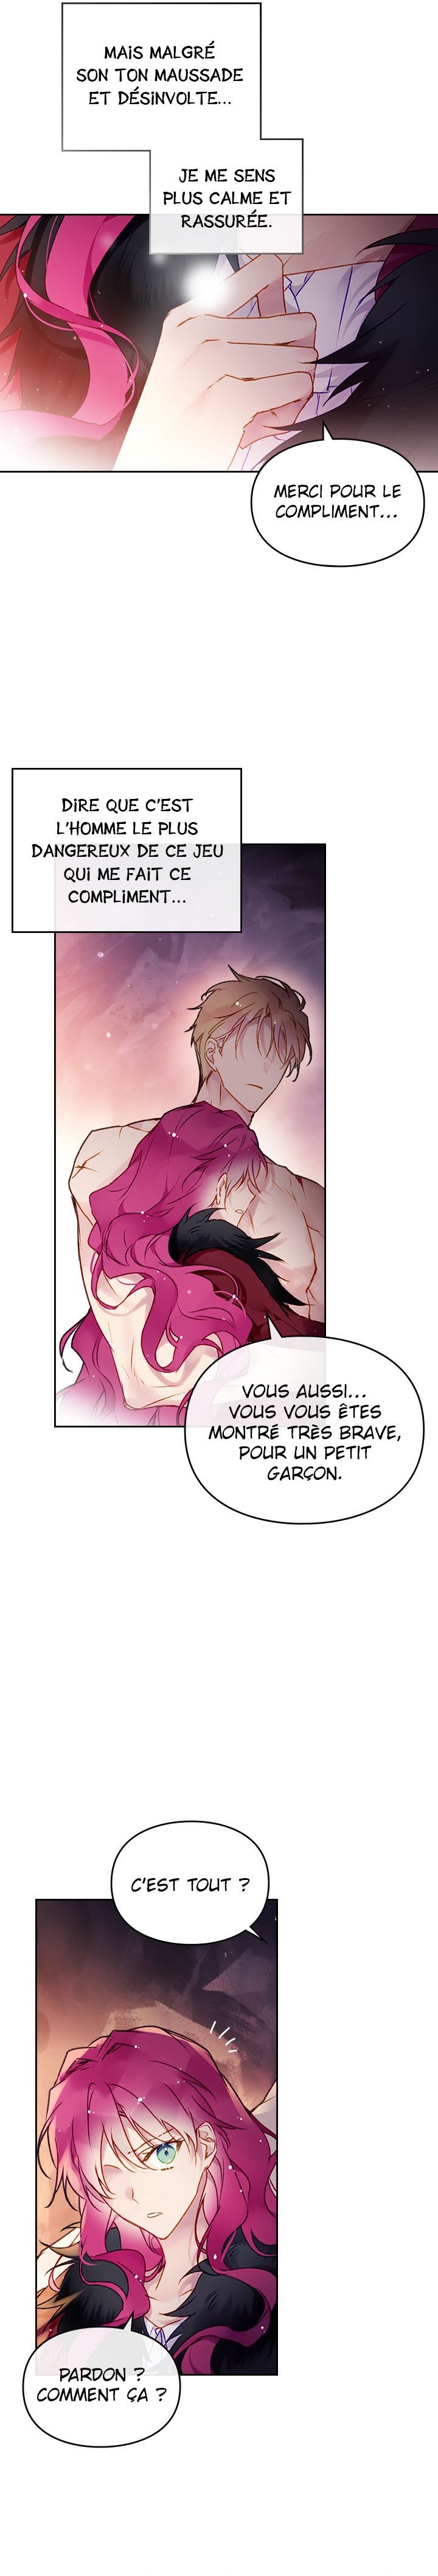 MAIS MALGRÉ
SON TON MAUSSADE
ET DÉSINVOLTE...
JE ME SENS
PLUS CALME ET
RASSURÉE.
MERCI POUR LE
COMPLIMENT...
DIRE QUE C'EST
L'HOMME LE PLUS
DANGEREUX DE CE JEU
QUI ME FAIT CE
COMPLIMENT...
VOUS AUSSI...
VOUS VOUS ÊTES
MONTRÉ TRÈS BRAVE,
POUR UN PETIT
GARÇON.
C'EST TOUT ?
PARDON ?
COMMENT ÇA ?